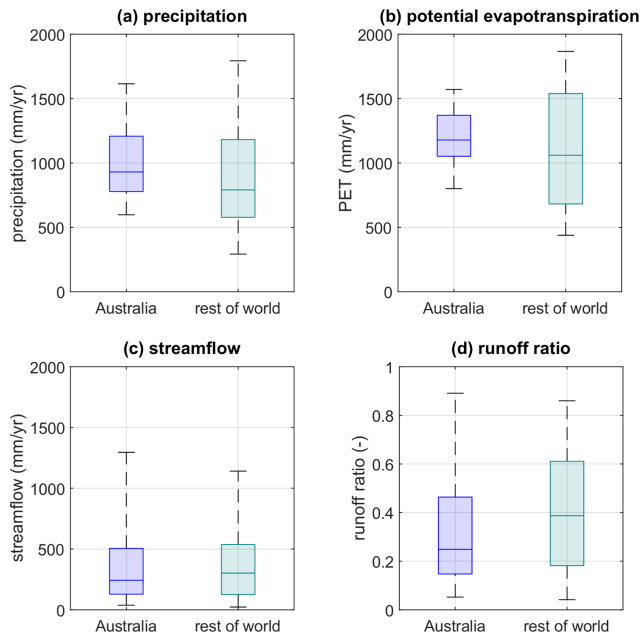 (a) precipitation
2000
1500
1000
500
0
precipitation (mm/yr)
Australia rest of world
(b) potential evapotranspiration
2000
1500
1000
500
0
PET (mm/yr)
Australia rest of world
(c) streamflow
2000
1500
1000
500
0
streamflow (mm/yr)
Australia rest of world
(d) runoff ratio
1
0.8
0.6
0.4
0.2
0
runoff ratio (-)
Australia rest of world